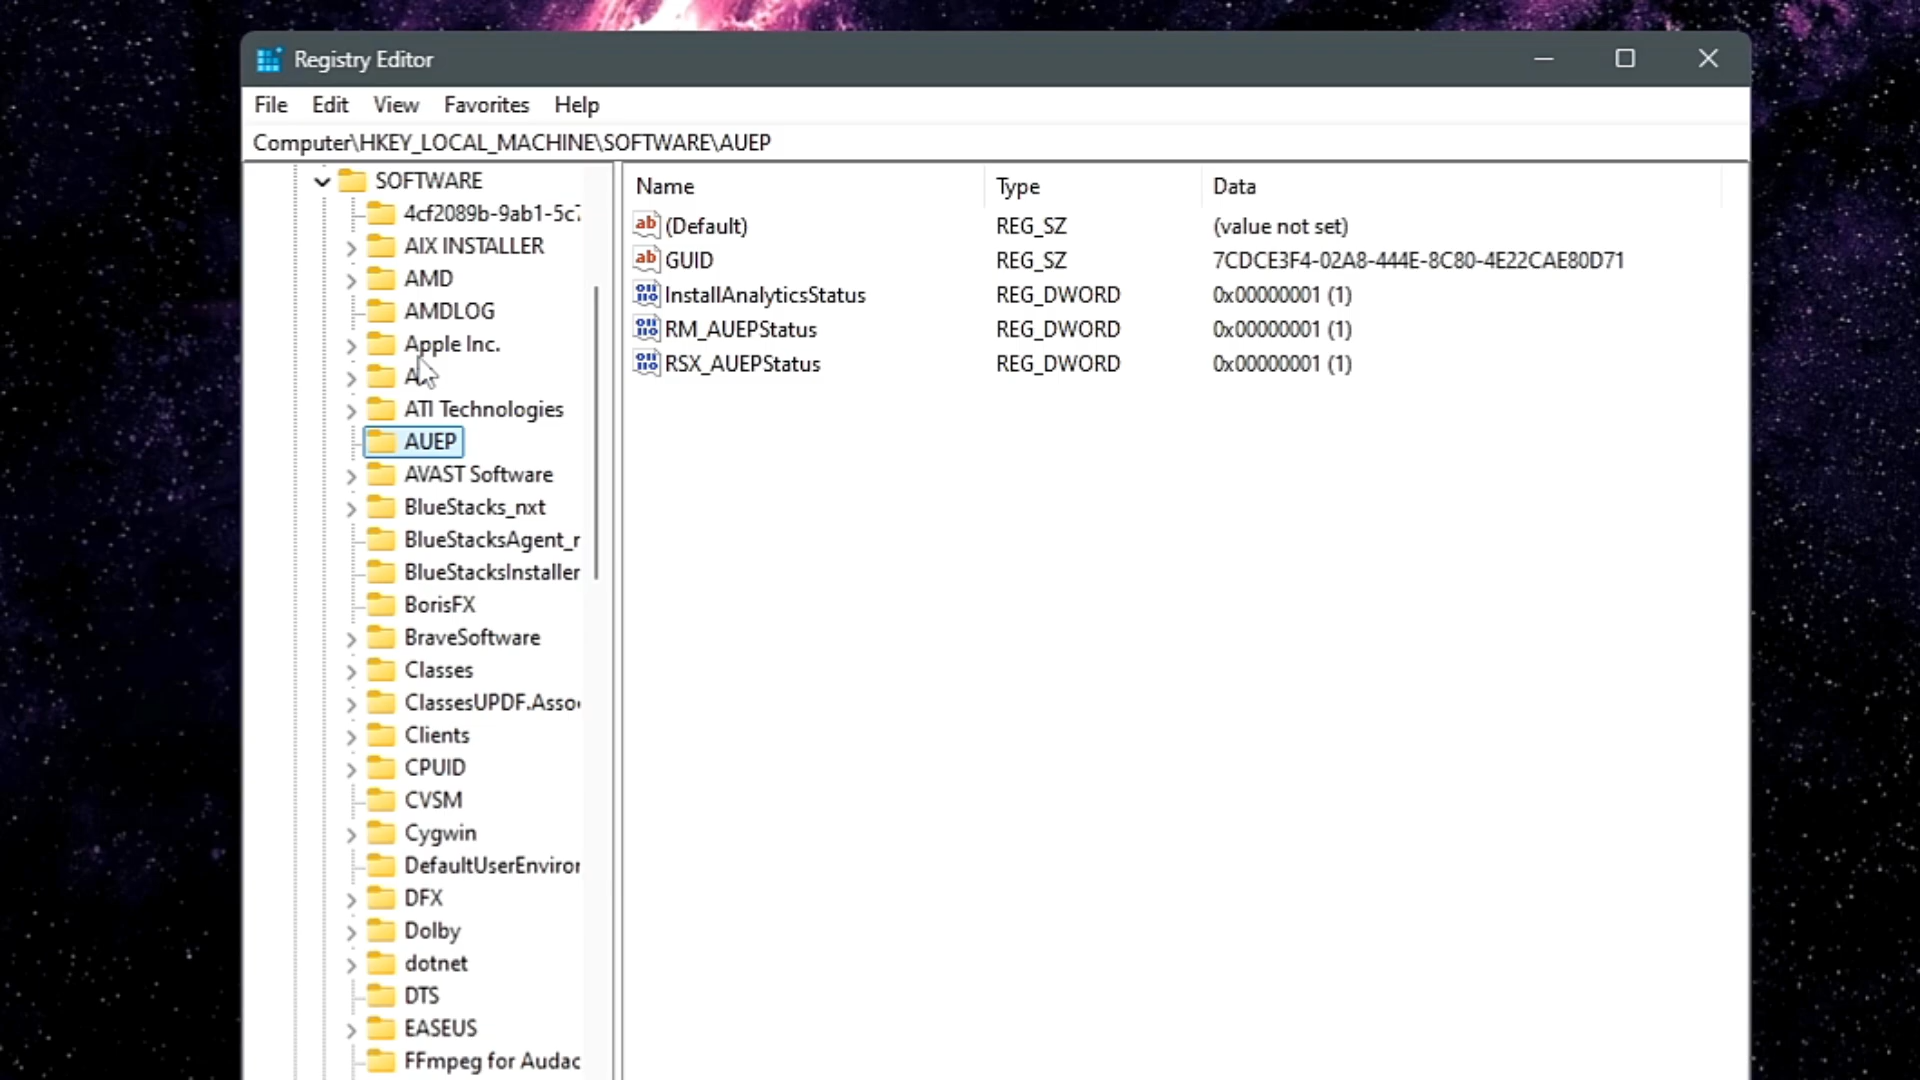 Registry Editor
File Edit View Favorites Help
Computer\HKEY_LOCAL_MACHINE\SOFTWARE\AUEP
SOFTWARE
4cf2089b-9ab1-5c
AIX INSTALLER
AMD
AMDLOG
Apple Inc.
ATI Technologies
AUEP
AVAST Software
BlueStacks_nxt
BlueStacksAgent_r
BlueStacksInstaller
BorisFX
BraveSoftware
Classes
ClassesUPDF.Asso
Clients
CPUID
CVSM
Cygwin
DefaultUserEnviror
DFX
Dolby
dotnet
DTS
EASEUS
FFmpeg for Audac
Name Type Data
(Default) REG_SZ (value not set)
GUID REG_SZ 7CDCE3F4-02A8-444E-8C80-4E22CAE80D71
InstallAnalyticsStatus REG_DWORD 0x00000001 (1)
RM_AUEPStatus REG_DWORD 0x00000001 (1)
RSX_AUEPStatus REG_DWORD 0x00000001 (1)